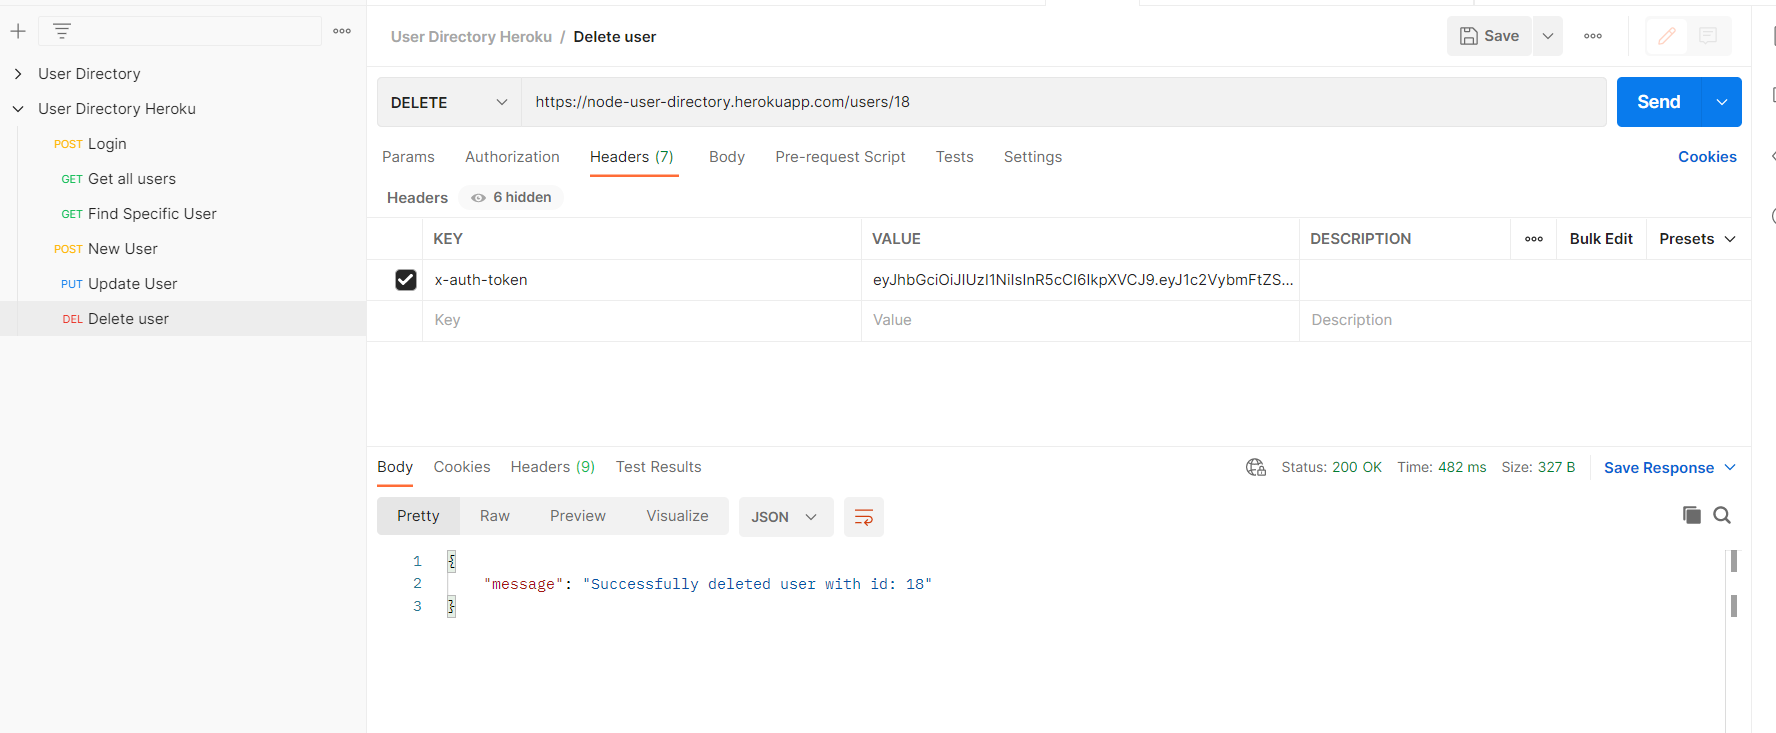 User Directory
User Directory Heroku
POST Login
GET Get all users
GET Find Specific User
POST New User
PUT Update User
DEL Delete user
User Directory Heroku / Delete user
Save
DELETE
https://node-user-directory.herokuapp.com/users/18
Send
Params Authorization Headers (7) Body Pre-request Script Tests Settings Cookies
Headers 6 hidden
KEY VALUE DESCRIPTION Bulk Edit Presets
x-auth-token eyJhbGciOiJIUzI1NiIsInR5cCI6IkpXVCJ9.eyJ1c2VybmFtZS...
Key Value Description
Body Cookies Headers (9) Test Results Status: 200 OK Time: 482 ms Size: 327 B Save Response
Pretty Raw Preview Visualize JSON
1 {
2 "message": "Successfully deleted user with id: 18"
3 }